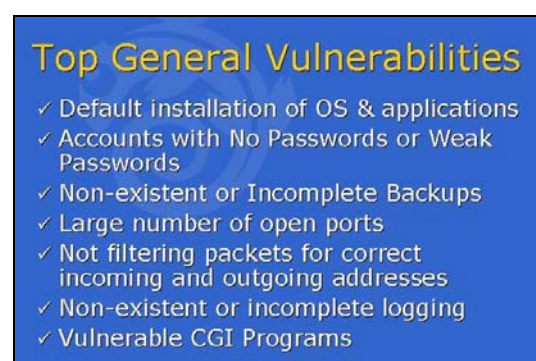 Top General Vulnerabilities
✓ Default installation of OS & applications
✓ Accounts with No Passwords or Weak
Passwords
✓ Non-existent or Incomplete Backups
✓ Large number of open ports
✓ Not filtering packets for correct
incoming and outgoing addresses
✓ Non-existent or incomplete logging
✓ Vulnerable CGI Programs